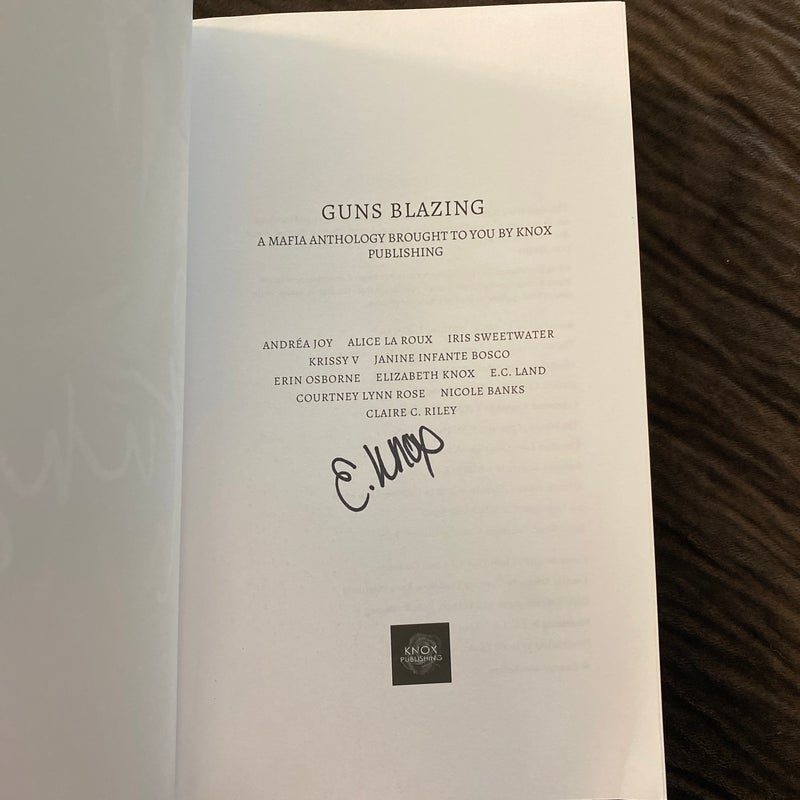 GUNS BLAZING
A MAFIA ANTHOLOGY BROUGHT TO YOU BY KNOX
PUBLISHING
ANDRÉA JOY ALICE LA ROUX IRIS SWEETWATER
KRISSY V JANINE INFANTE BOSCO
ERIN OSBORNE ELIZABETH KNOX E.C. LAND
COURTNEY LYNN ROSE NICOLE BANKS
CLAIRE C. RILEY
E. Knox
KNOX
PUBLISHING